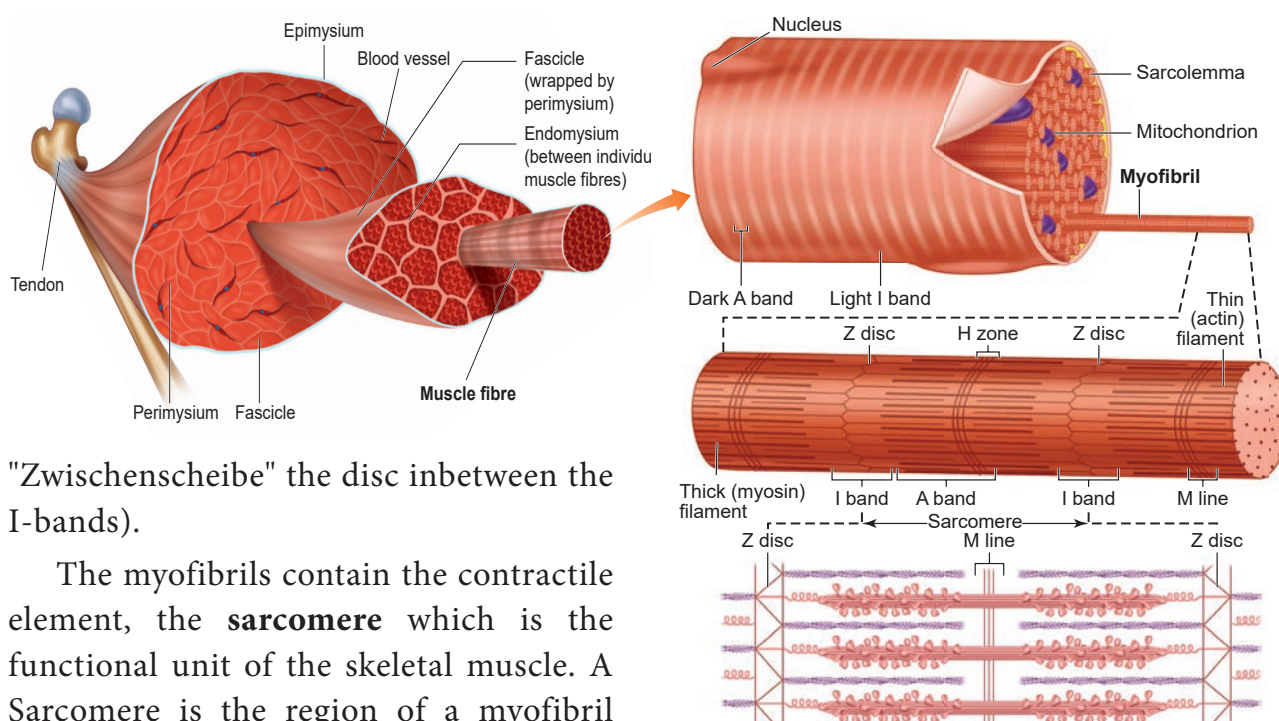 Epimysium
Blood vessel
Fascicle
(wrapped by
perimysium)
Endomysium
(between individu
muscle fibres)
Tendon
Perimysium
Fascicle
Muscle fibre
Nucleus
Sarcolemma
Mitochondrion
Myofibril
Dark A band
Light I band
Thin
(actin)
filament
Z disc
H zone
Z disc
Thick (myosin)
filament
I band
A band
I band
M line
Sarcomere
Z disc
M line
Z disc
"Zwischenscheibe" the disc inbetween the
I-bands).
The myofibrils contain the contractile
element, the sarcomere which is the
functional unit of the skeletal muscle. A
Sarcomere is the region of a myofibril